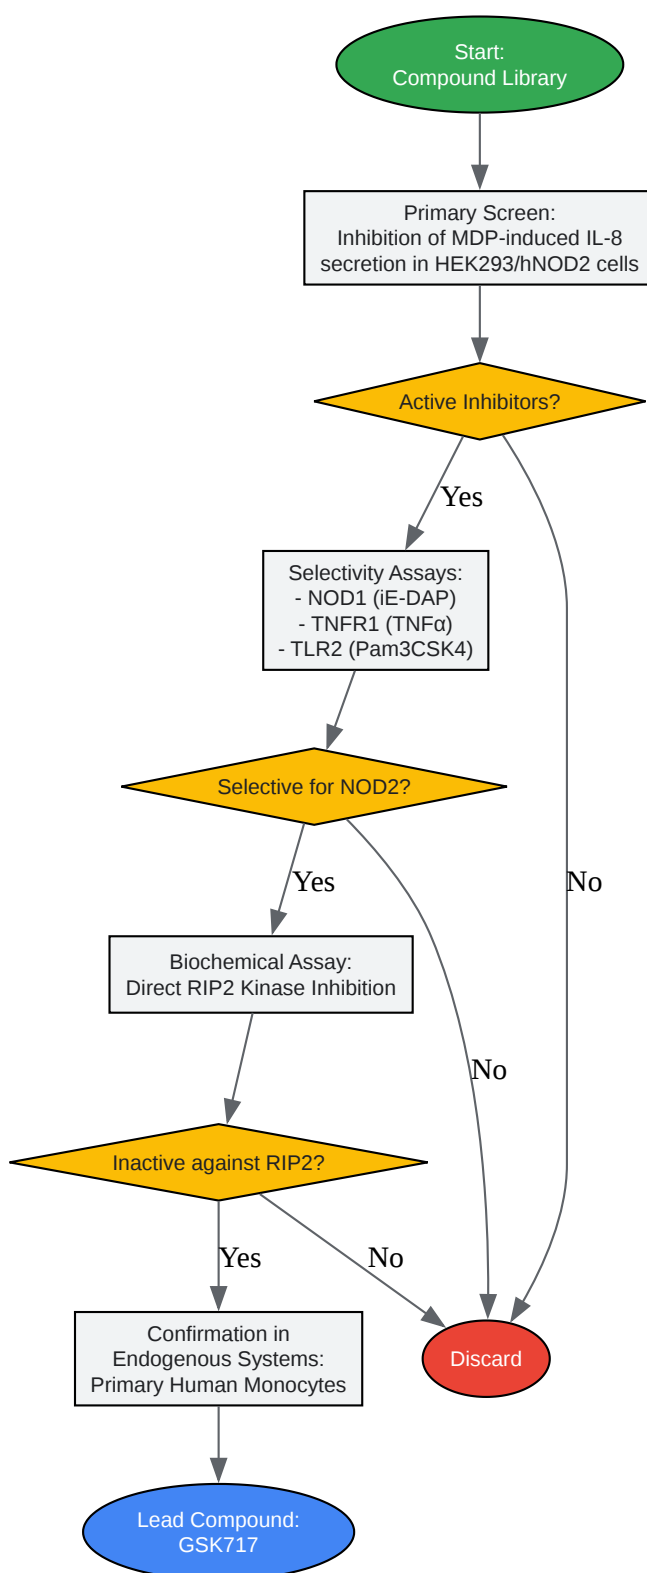 Start:
Compound Library
Primary Screen:
Inhibition of MDP-induced IL-8
secretion in HEK293/hNOD2 cells
Active Inhibitors?
Yes
Selectivity Assays:
- NOD1 (iE-DAP)
- TNFR1 (TNFα)
- TLR2 (Pam3CSK4)
Selective for NOD2?
Yes
No
Biochemical Assay:
Direct RIP2 Kinase Inhibition
No
Inactive against RIP2?
Yes
No
Confirmation in
Endogenous Systems:
Primary Human Monocytes
Discard
Lead Compound:
GSK717